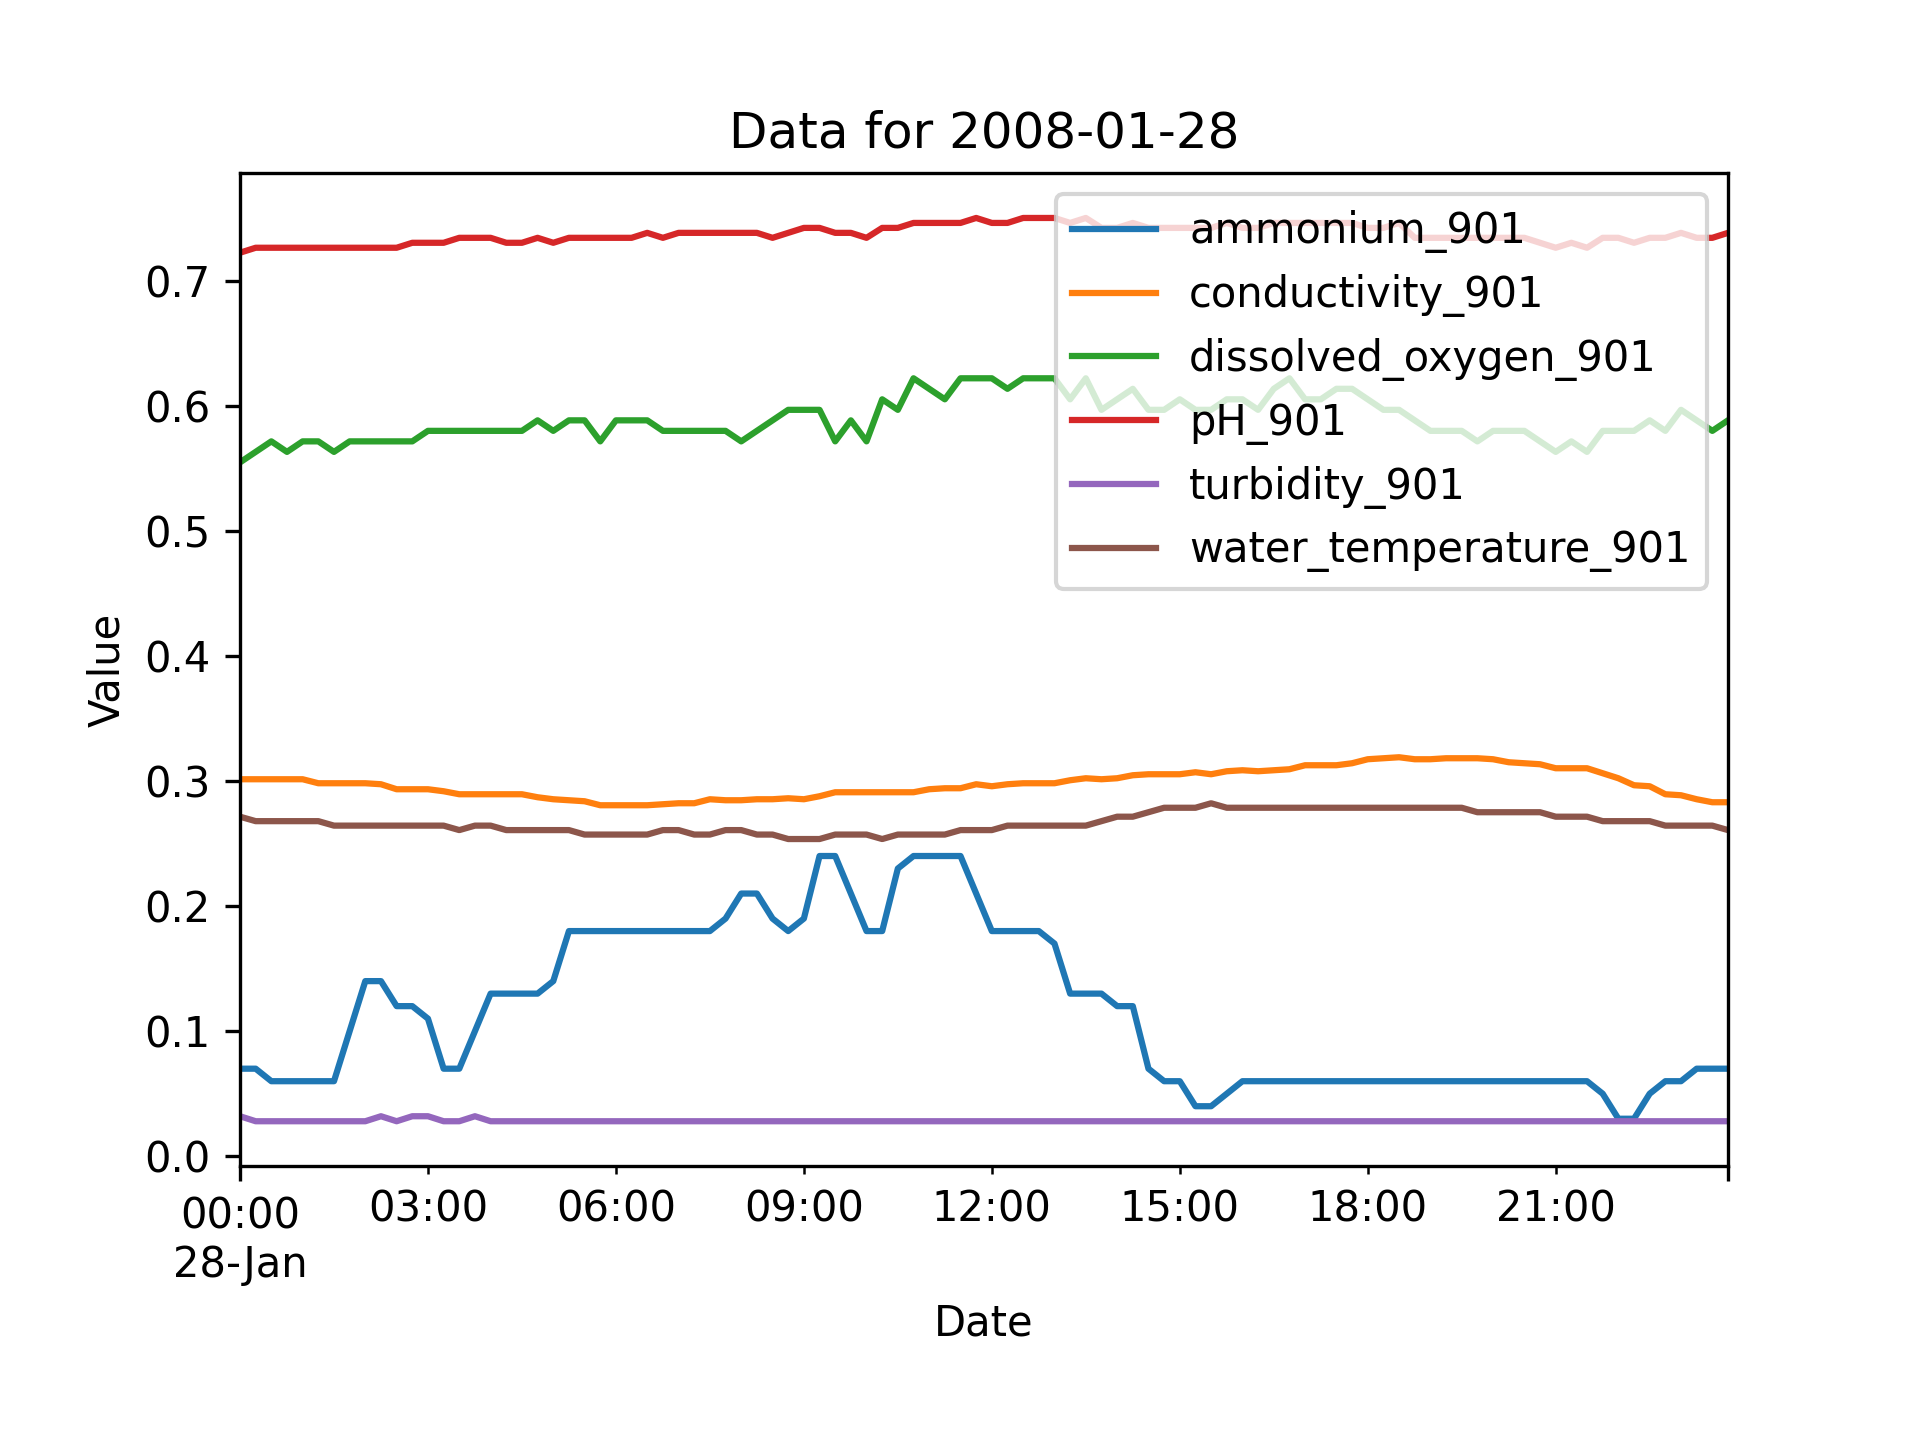 Data for 2008-01-28
ammonium_901
conductivity_901
dissolved_oxygen_901
pH_901
turbidity_901
water_temperature_901
Value
0.7
0.6
0.5
0.4
0.3
0.2
0.1
0.0
00:00 03:00 06:00 09:00 12:00 15:00 18:00 21:00
28-Jan
Date